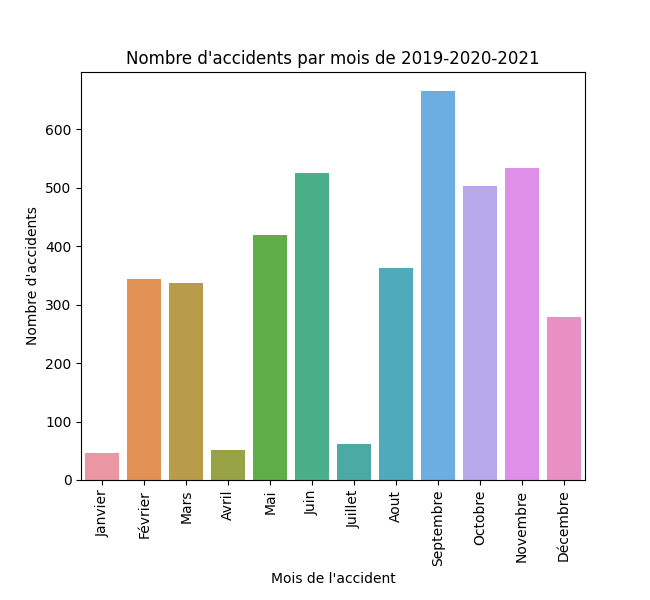 Nombre d'accidents par mois de 2019-2020-2021
Nombre d'accidents
600
500
400
300
200
100
0
Janvier
Février
Mars
Avril
Mai
Juin
Juillet
Aout
Septembre
Octobre
Novembre
Décembre
Mois de l'accident